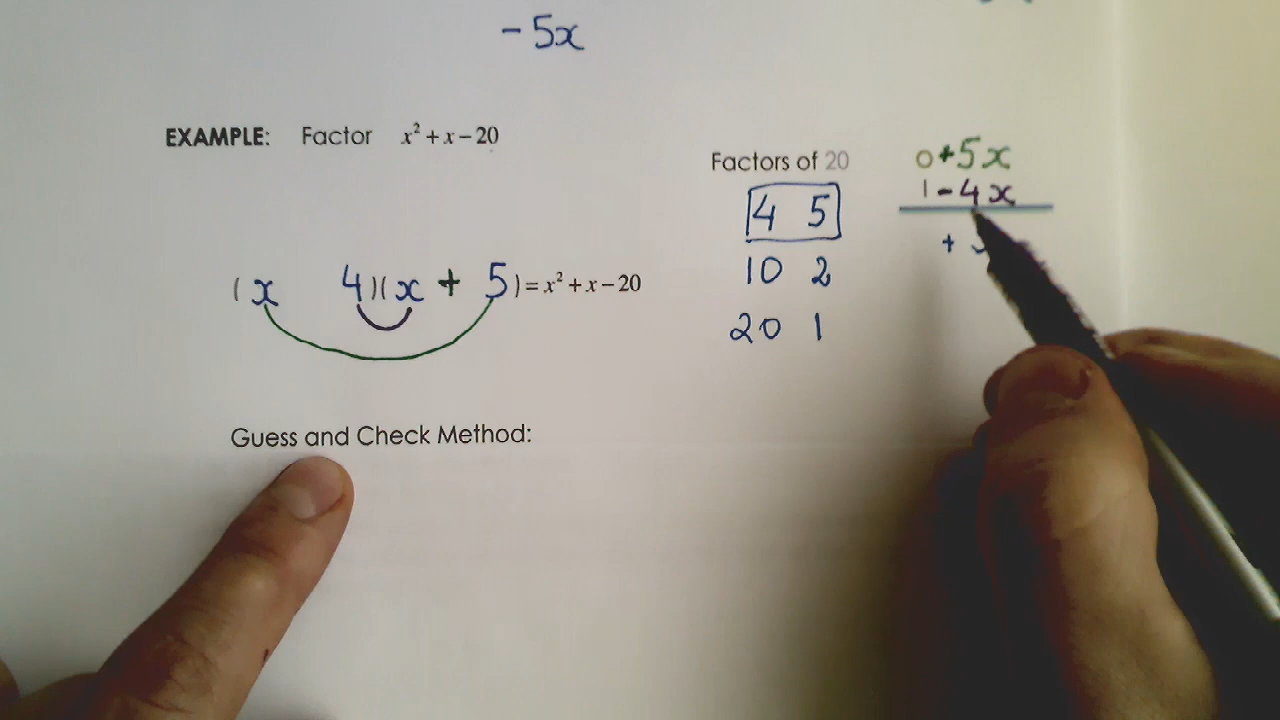 - 5x
EXAMPLE: Factor x² + x − 20
Factors of 20
4 5
10 2
20 1
O +5x
I -4x
+
(x 4)(x + 5) = x² + x − 20
Guess and Check Method: